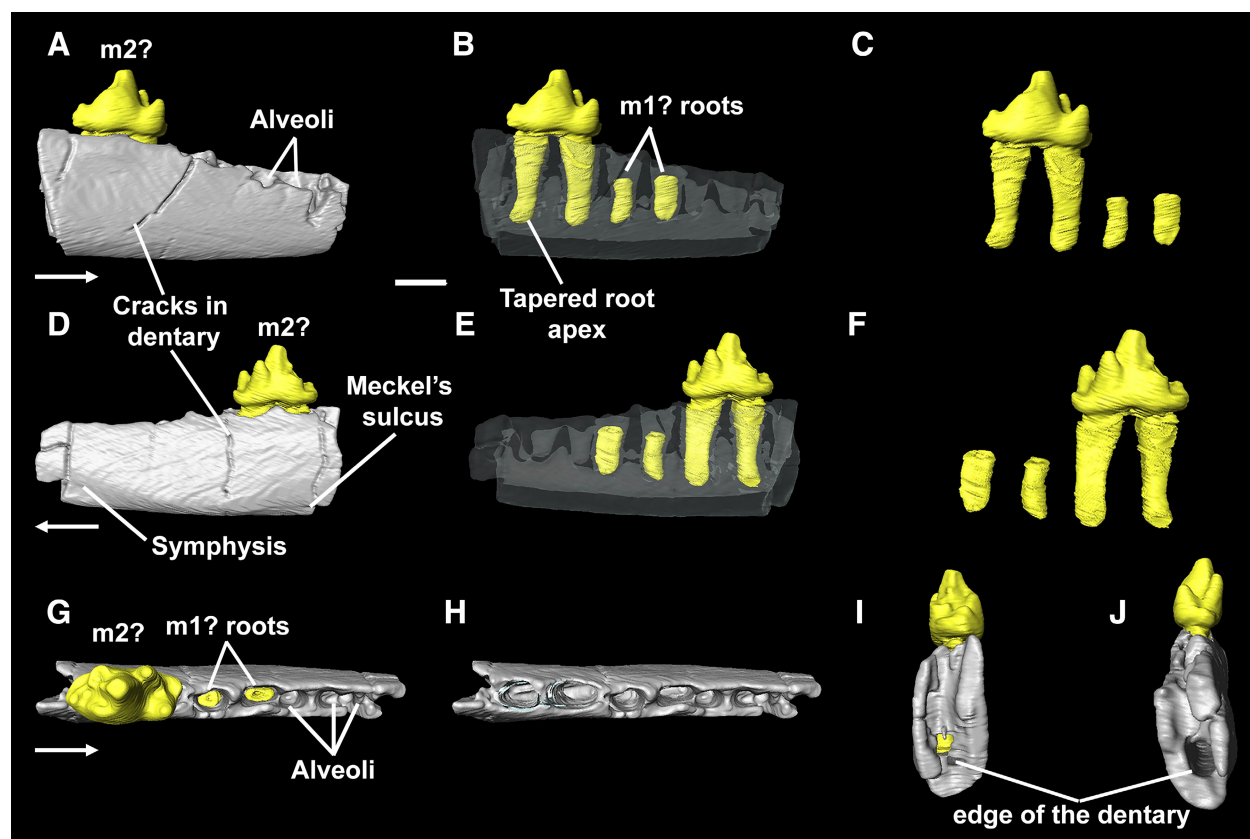 A
m2?
Alveoli
B
m1? roots
C
Cracks in
dentary
Tapered root
apex
D
m2?
Meckel’s
sulcus
Symphysis
E
F
G
m2?
m1? roots
Alveoli
H
I
J
edge of the dentary